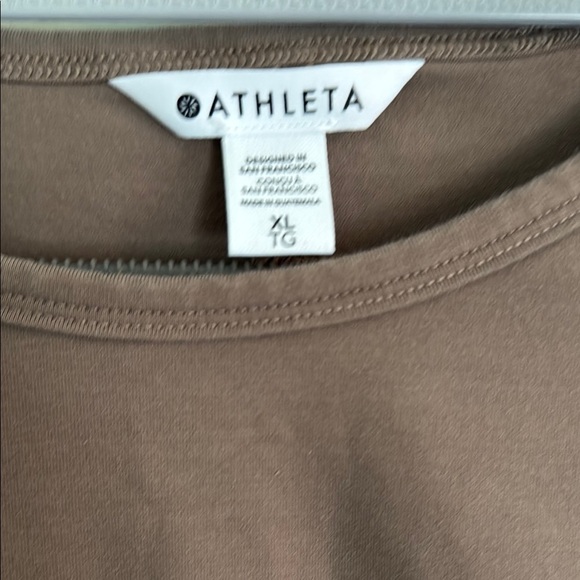 ATHLETA
DESIGNED IN
SAN FRANCISCO
CONÇU À
SAN FRANCISCO
MADE IN GUATEMALA
XL
TG